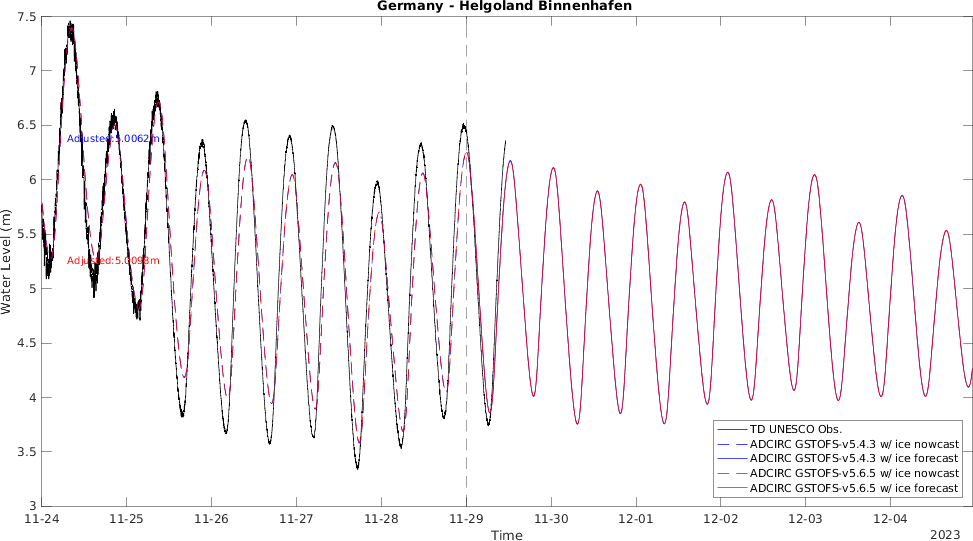 Germany - Helgoland Binnenhafen
7.5
7
6.5
6
5.5
5
4.5
4
3.5
3
Water Level (m)
Adjusted:5.0062m
Adjusted:5.0093m
TD UNESCO Obs.
ADCIRC GSTOFS-v5.4.3 w/ ice nowcast
ADCIRC GSTOFS-v5.4.3 w/ ice forecast
ADCIRC GSTOFS-v5.6.5 w/ ice nowcast
ADCIRC GSTOFS-v5.6.5 w/ ice forecast
11-24 11-25 11-26 11-27 11-28 11-29 11-30 12-01 12-02 12-03 12-04
Time
2023